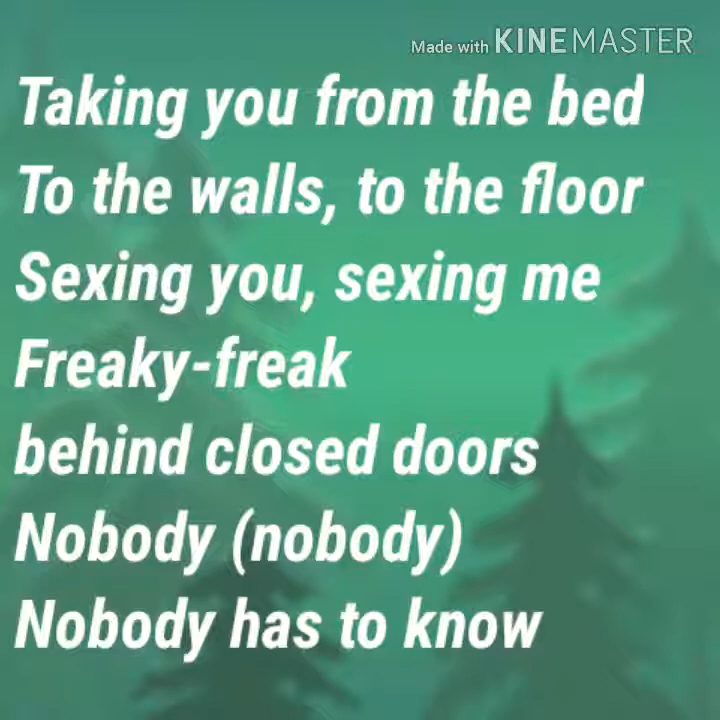 Made with KINEMASTER
Taking you from the bed
To the walls, to the floor
Sexing you, sexing me
Freaky-freak
behind closed doors
Nobody (nobody)
Nobody has to know